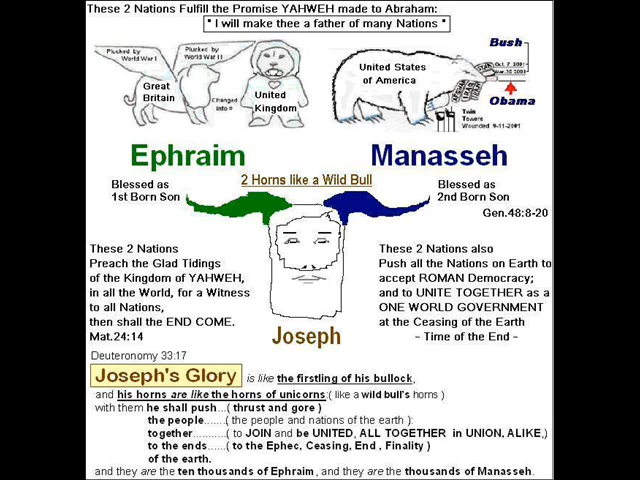 These 2 Nations Fulfill the Promise YAHWEH made to Abraham:
" I will make thee a father of many Nations "
Plucked by
World War I
Plucked by
World War II
Great
Britain
Changed
into
United
Kingdom
United States
of America
Bush
Oct. 7 2001
Mar. 20 2003
Obama
Twin
Towers
Wounded 9-11-2001
Ephraim
Manasseh
Blessed as
1st Born Son
2 Horns like a Wild Bull
Blessed as
2nd Born Son
Gen.48:8-20
These 2 Nations
Preach the Glad Tidings
of the Kingdom of YAHWEH,
in all the World, for a Witness
to all Nations,
then shall the END COME.
Mat.24:14
These 2 Nations also
Push all the Nations on Earth to
accept ROMAN Democracy;
and to UNITE TOGETHER as a
ONE WORLD GOVERNMENT
at the Ceasing of the Earth
- Time of the End -
Joseph
Deuteronomy 33:17
Joseph's Glory is like the firstling of his bullock,
and his horns are like the horns of unicorns:( like a wild bull's horns )
with them he shall push...( thrust and gore )
the people.......( the people and nations of the earth ):
together..........( to JOIN and be UNITED, ALL TOGETHER in UNION, ALIKE,)
to the ends......( to the Ephec, Ceasing, End , Finality )
of the earth.
and they are the ten thousands of Ephraim, and they are the thousands of Manasseh.